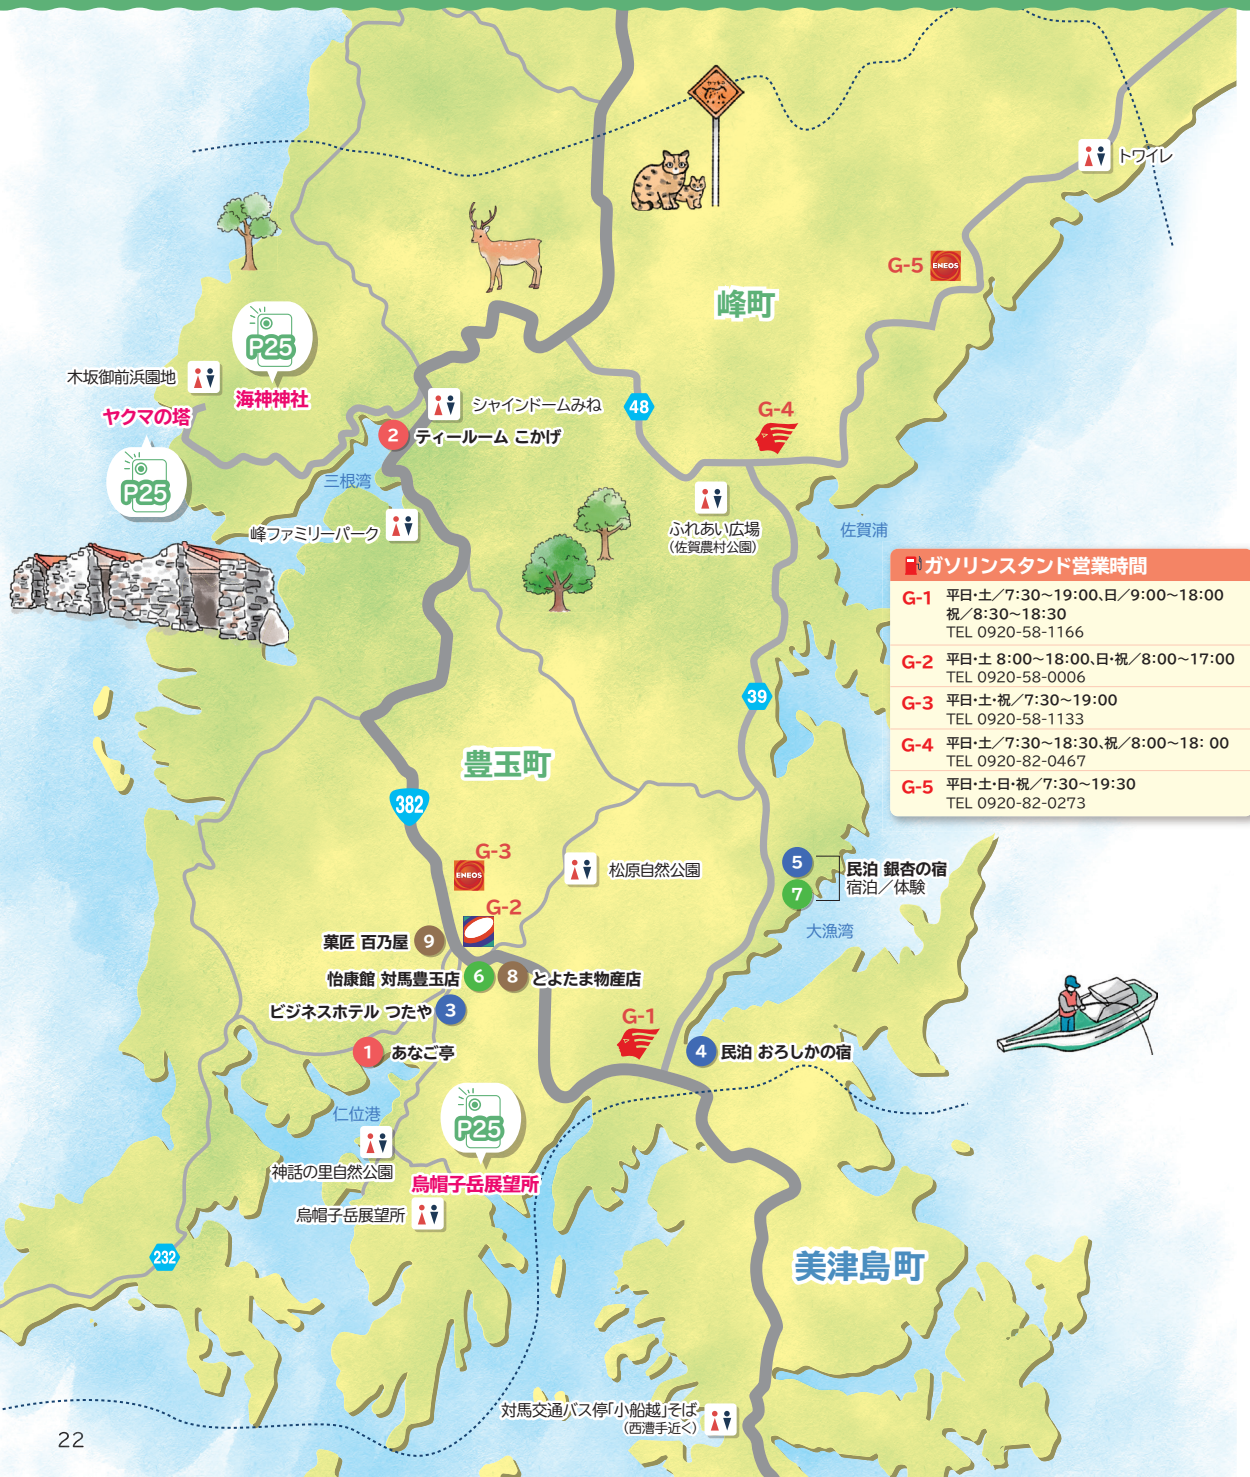 トワイレ
G-5
ENEOS
峰町
P25
木坂御前浜園地
海神神社
ヤクマの塔
P25
シャインドームみね
48
G-4
2
ティールーム こかげ
三根湾
峰ファミリーパーク
ふれあい広場
(佐賀農村公園)
佐賀浦
ガソリンスタンド営業時間
G-1 平日・土／7:30〜19:00、日／9:00〜18:00
祝／8:30〜18:30
TEL 0920-58-1166
G-2 平日・土 8:00〜18:00、日・祝／8:00〜17:00
TEL 0920-58-0006
G-3 平日・土・祝／7:30〜19:00
TEL 0920-58-1133
G-4 平日・土／7:30〜18:30、祝／8:00〜18: 00
TEL 0920-82-0467
G-5 平日・土・日・祝／7:30〜19:30
TEL 0920-82-0273
39
豊玉町
382
G-3
ENEOS
松原自然公園
5
7
民泊 銀杏の宿
宿泊／体験
G-2
大漁湾
菓匠 百乃屋 9
怡康館 対馬豊玉店 6
8 とよたま物産店
ビジネスホテル つたや 3
G-1
1 あなご亭
4 民泊 おろしかの宿
仁位港
P25
神話の里自然公園
烏帽子岳展望所
烏帽子岳展望所
232
美津島町
対馬交通バス停「小船越」そば
(西漕手近く)
22